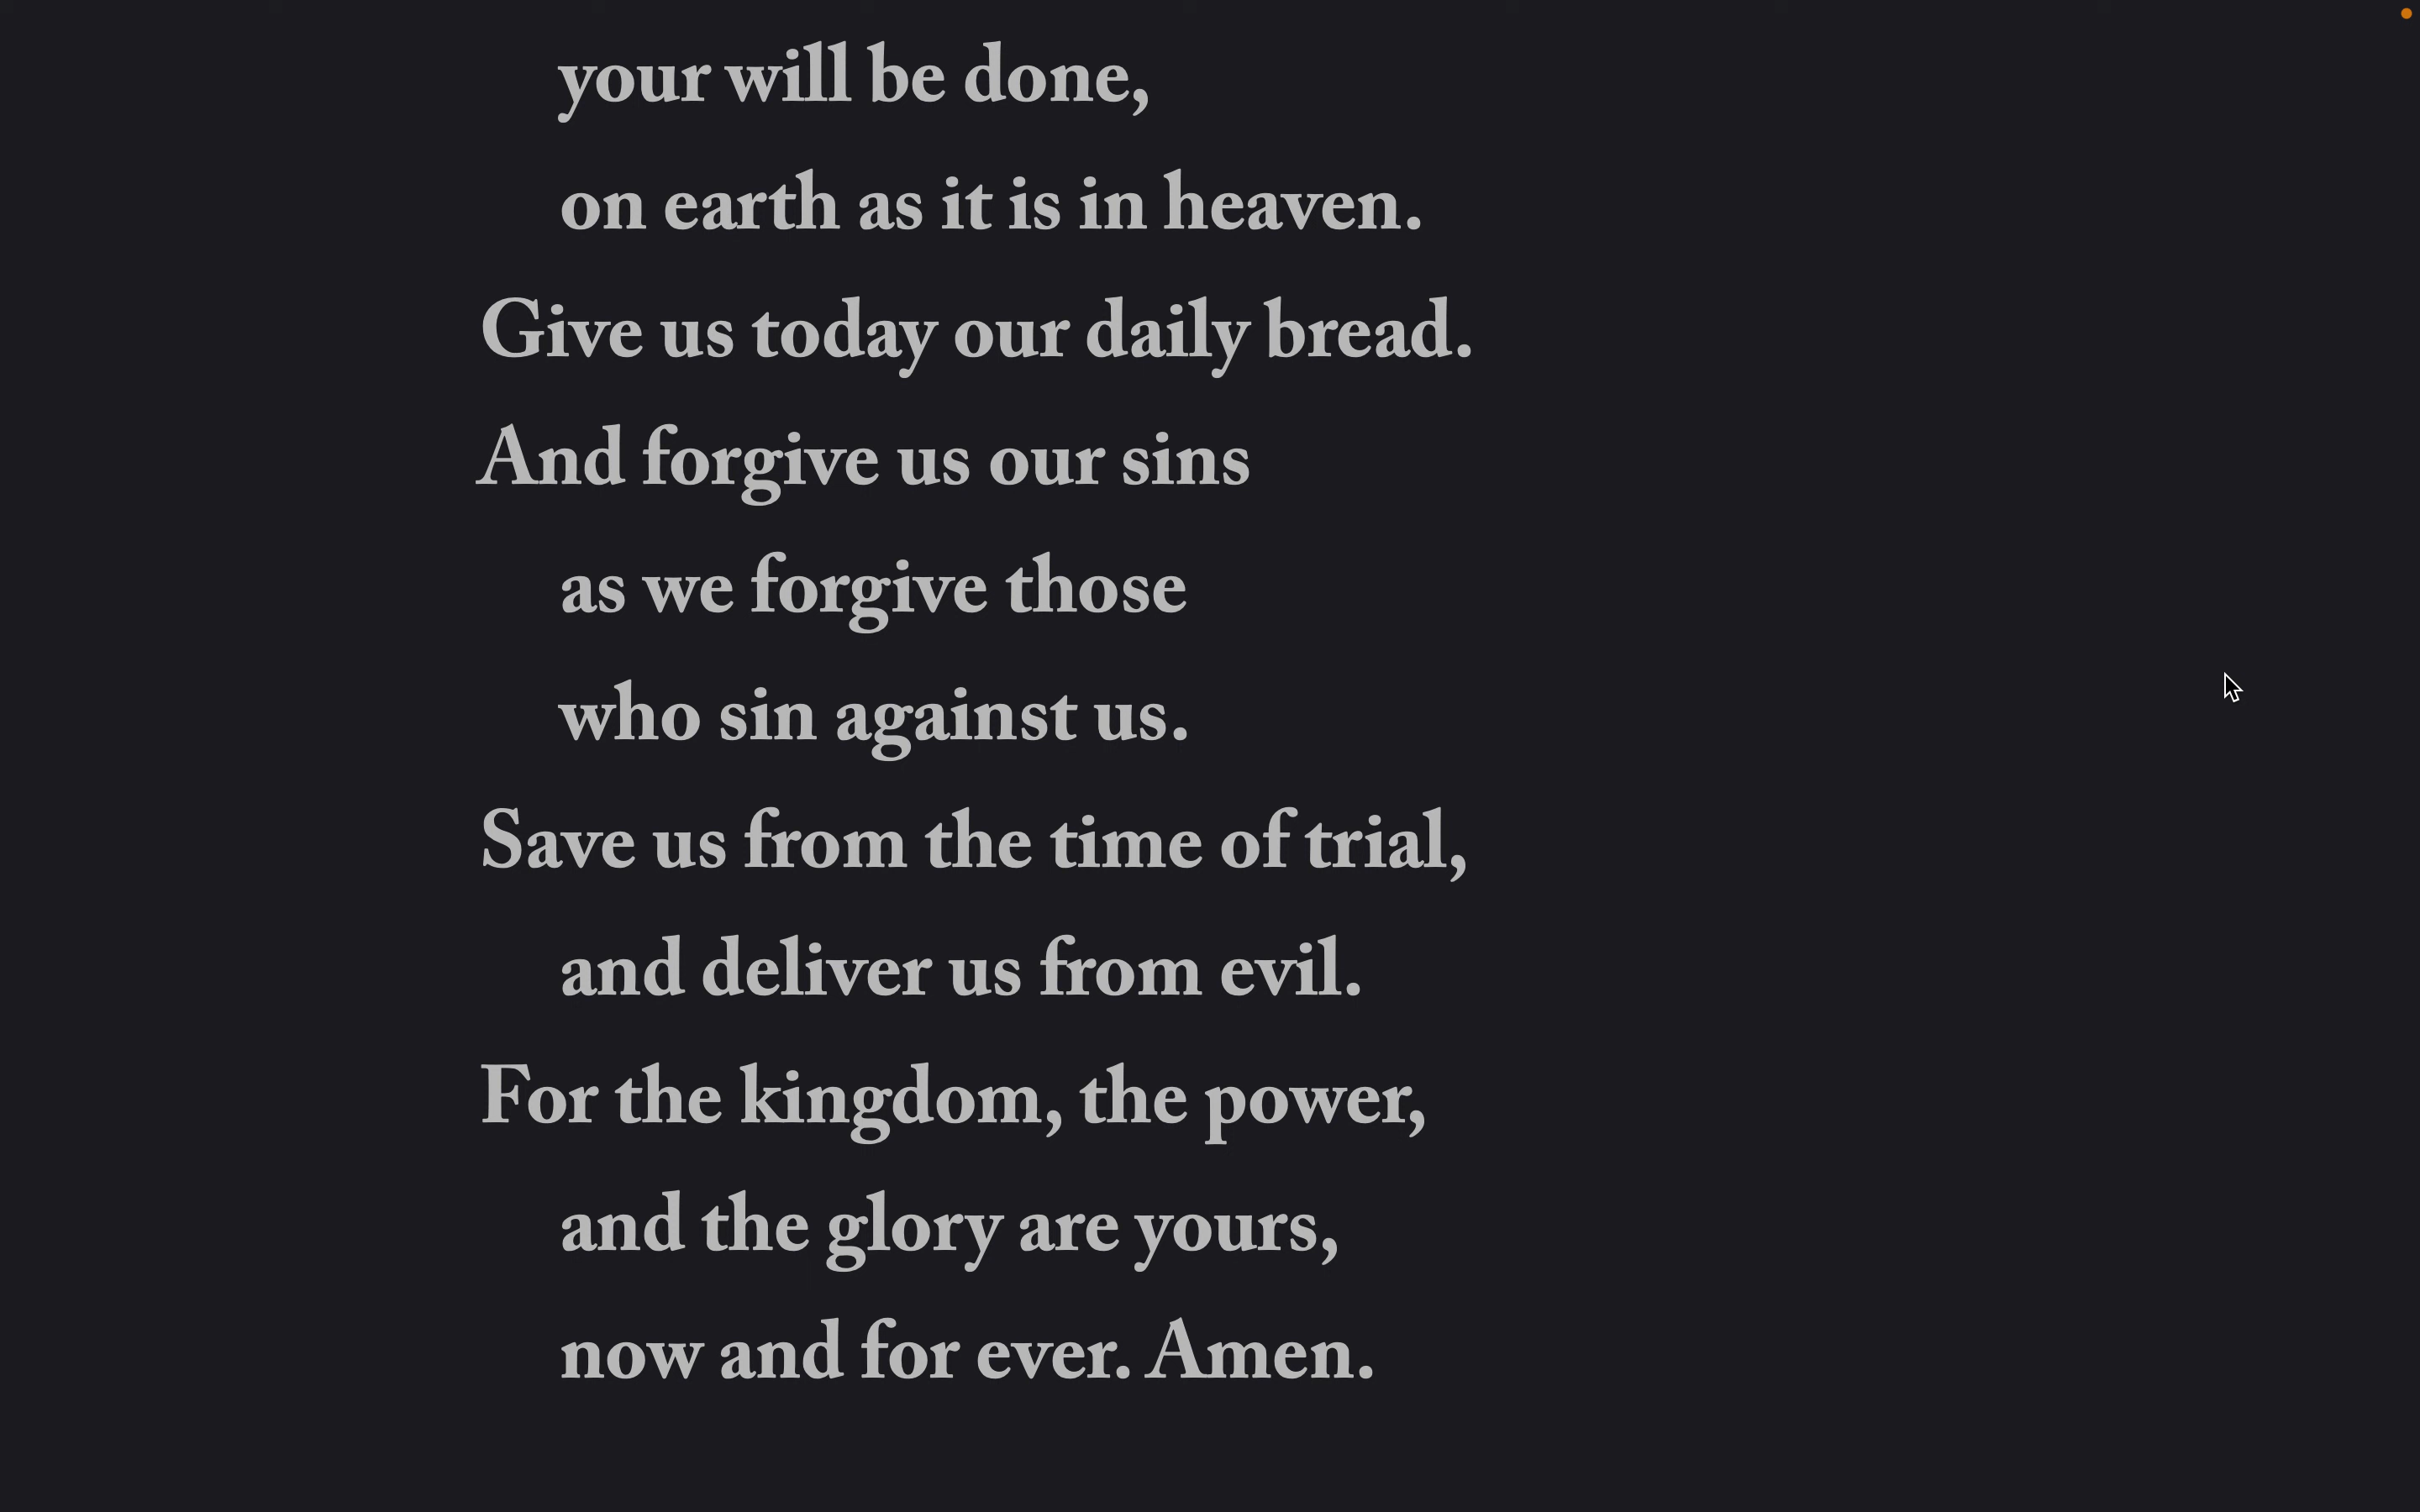 your will be done,
on earth as it is in heaven.
Give us today our daily bread.
And forgive us our sins
as we forgive those
who sin against us.
Save us from the time of trial,
and deliver us from evil.
For the kingdom, the power,
and the glory are yours,
now and for ever. Amen.